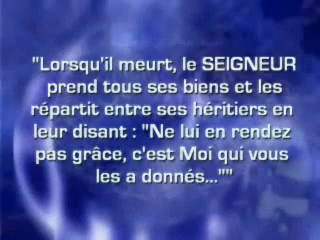 "Lorsqu'il meurt, le SEIGNEUR
prend tous ses biens et les
répartit entre ses héritiers en
leur disant : "Ne lui en rendez
pas grâce, c'est Moi qui vous
les a donnés...""